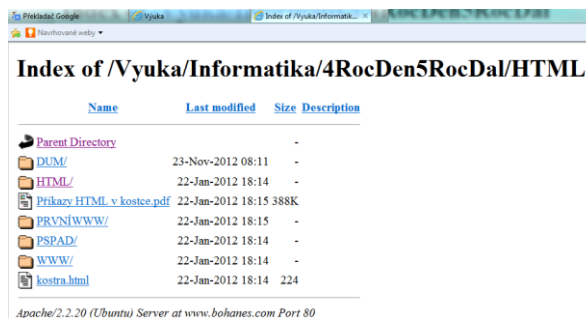 Překladač Google Výuka Index of /Vyuka/Informatik... ×
Navrhované weby ▾
Index of /Vyuka/Informatika/4RocDen5RocDal/HTML
Name Last modified Size Description
Parent Directory -
DUM/ 23-Nov-2012 08:11 -
HTML/ 22-Jan-2012 18:14 -
Příkazy HTML v kostce.pdf 22-Jan-2012 18:15 388K
PRVNÍWWW/ 22-Jan-2012 18:15 -
PSPAD/ 22-Jan-2012 18:14 -
WWW/ 22-Jan-2012 18:14 -
kostra.html 22-Jan-2012 18:14 224
Apache/2.2.20 (Ubuntu) Server at www.bohanes.com Port 80